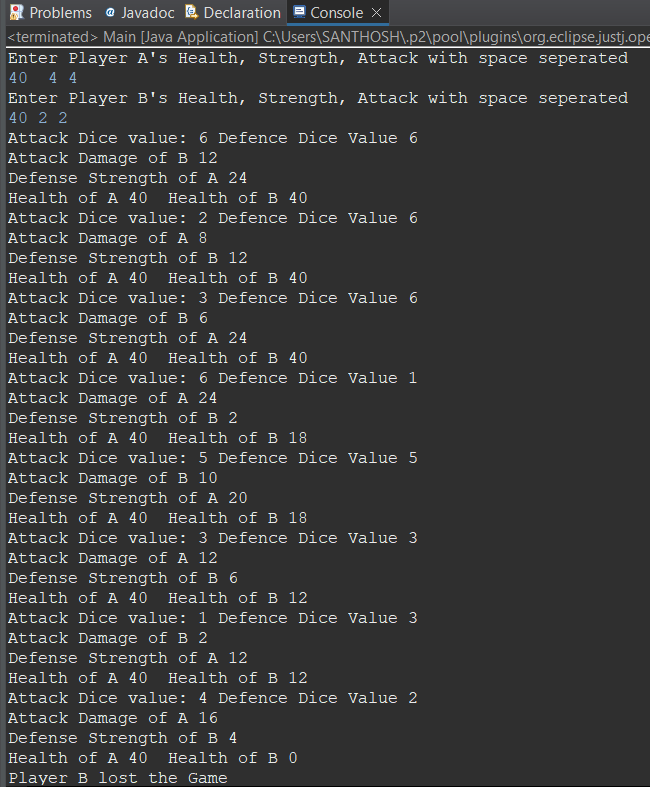 Problems @ Javadoc Declaration Console
<terminated> Main [Java Application] C:\Users\SANTHOSH\.p2\pool\plugins\org.eclipse.justj.ope
Enter Player A's Health, Strength, Attack with space seperated
40  4 4
Enter Player B's Health, Strength, Attack with space seperated
40 2 2
Attack Dice value: 6 Defence Dice Value 6
Attack Damage of B 12
Defense Strength of A 24
Health of A 40  Health of B 40
Attack Dice value: 2 Defence Dice Value 6
Attack Damage of A 8
Defense Strength of B 12
Health of A 40  Health of B 40
Attack Dice value: 3 Defence Dice Value 6
Attack Damage of B 6
Defense Strength of A 24
Health of A 40  Health of B 40
Attack Dice value: 6 Defence Dice Value 1
Attack Damage of A 24
Defense Strength of B 2
Health of A 40  Health of B 18
Attack Dice value: 5 Defence Dice Value 5
Attack Damage of B 10
Defense Strength of A 20
Health of A 40  Health of B 18
Attack Dice value: 3 Defence Dice Value 3
Attack Damage of A 12
Defense Strength of B 6
Health of A 40  Health of B 12
Attack Dice value: 1 Defence Dice Value 3
Attack Damage of B 2
Defense Strength of A 12
Health of A 40  Health of B 12
Attack Dice value: 4 Defence Dice Value 2
Attack Damage of A 16
Defense Strength of B 4
Health of A 40  Health of B 0
Player B lost the Game